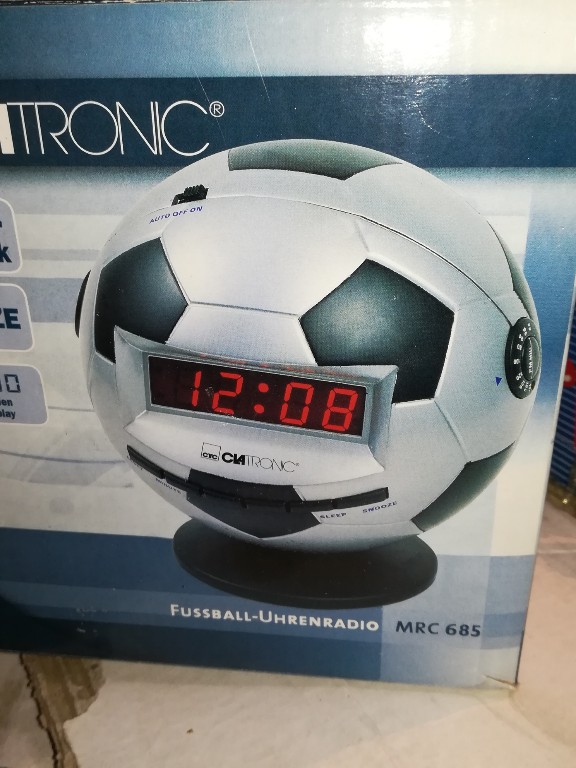 TRONIC®
AUTO OFF ON
12:08
CTC CLATRONIC®
SLEEP SNOOZE
FUSSBALL-UHRENRADIO MRC 685